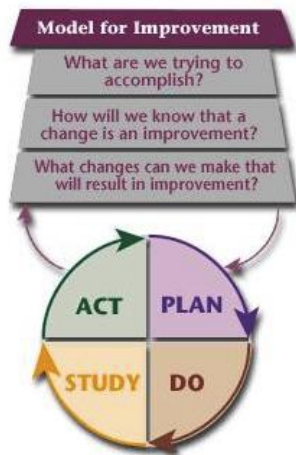 Model for Improvement
What are we trying to
accomplish?
How will we know that a
change is an improvement?
What changes can we make that
will result in improvement?
ACT
PLAN
STUDY
DO